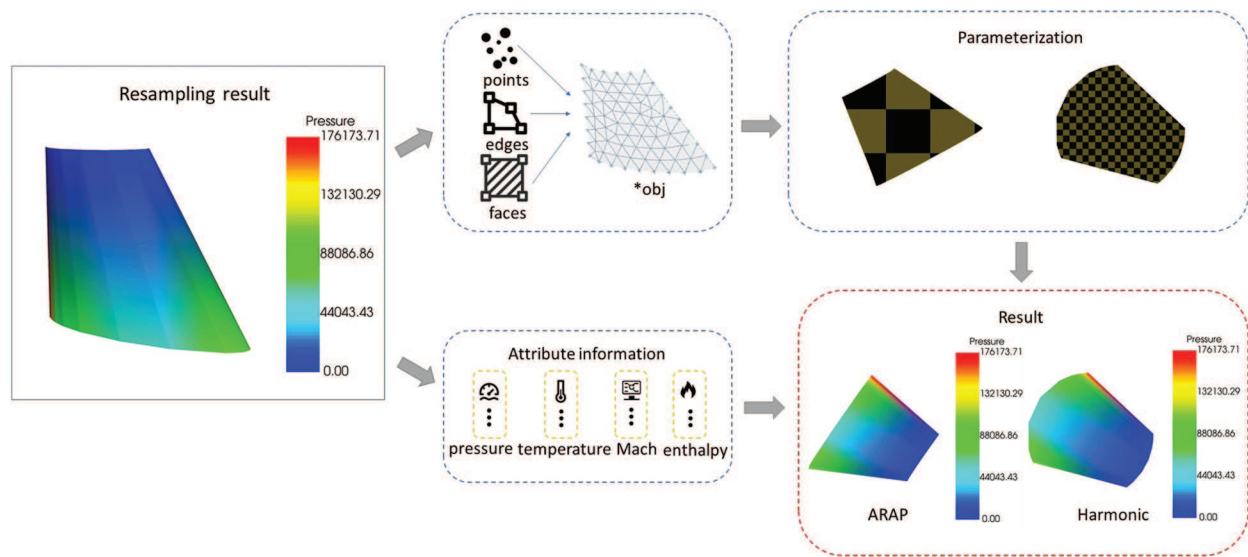 Resampling result
Pressure
176173.71
132130.29
88086.86
44043.43
0.00
points
edges
faces
*obj
Parameterization
Attribute information
pressure temperature Mach enthalpy
Result
Pressure
176173.71
132130.29
88086.86
44043.43
0.00
ARAP
Pressure
176173.71
132130.29
88086.86
44043.43
0.00
Harmonic